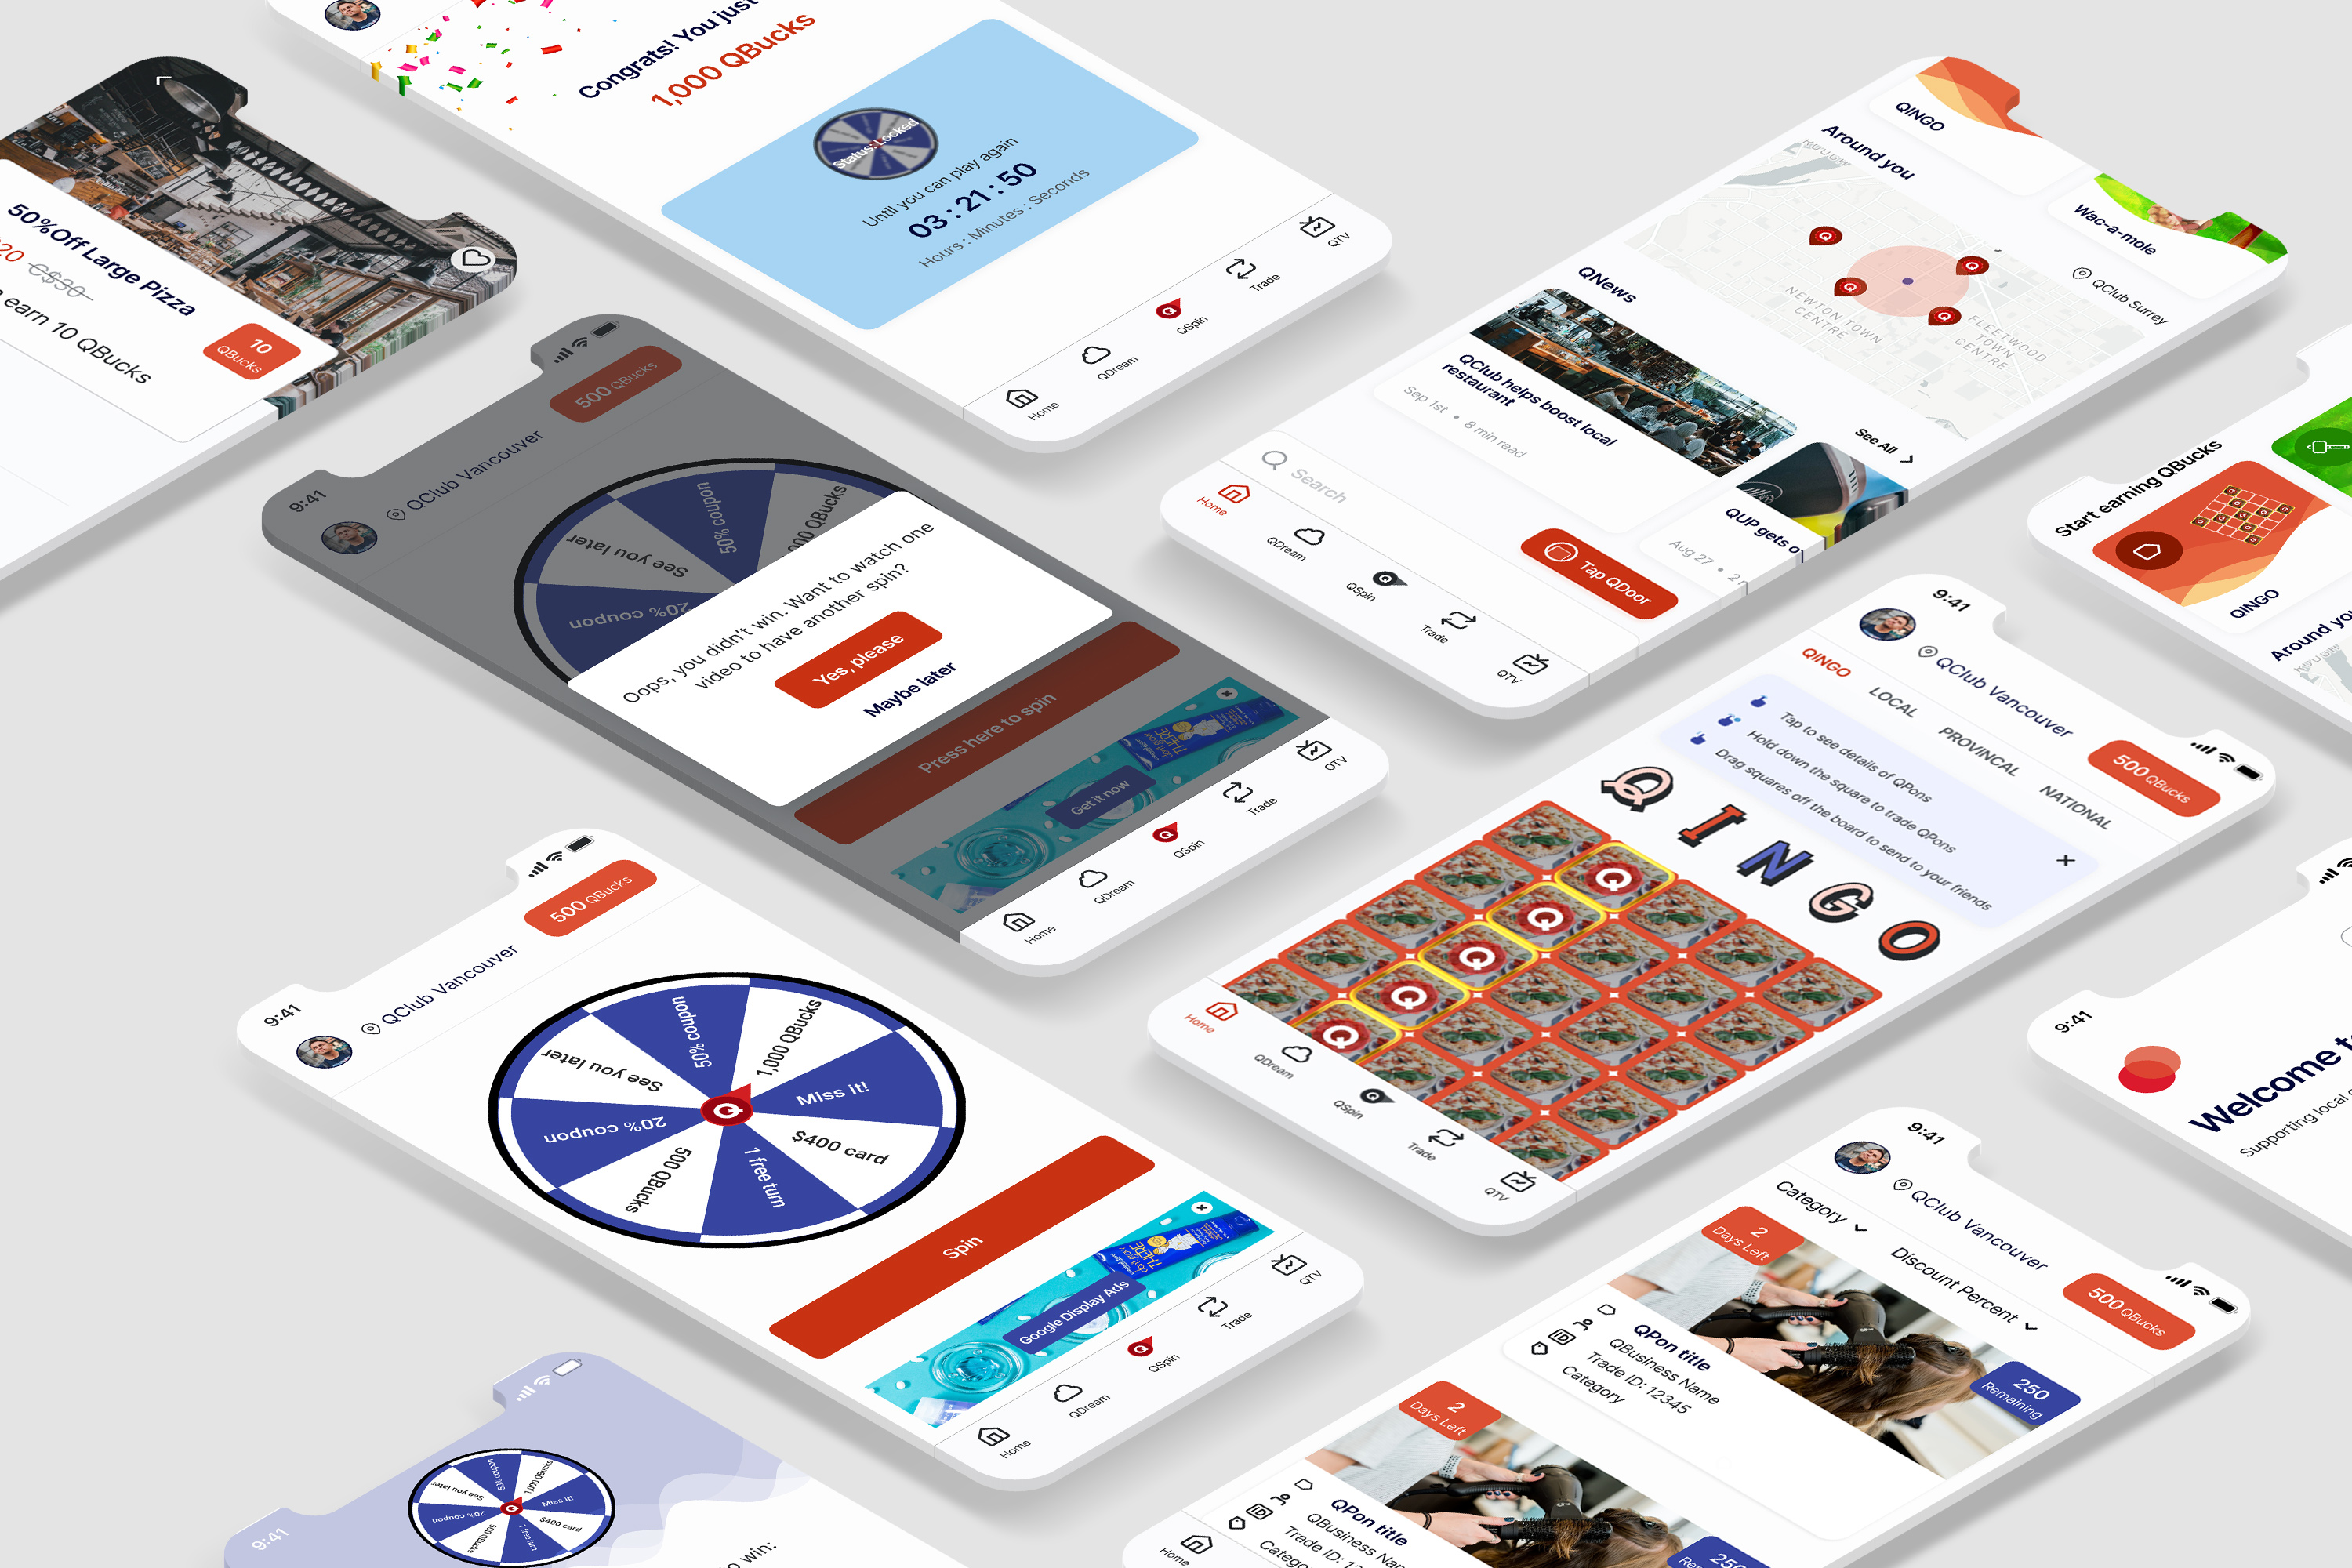 Congrats! You just
1,000 QBucks
Status: Locked
Until you can play again
03 : 21 : 50
Hours : Minutes : Seconds
Home
QDream
QSpin
Trade
QTV
50% Off Large Pizza
20 C$30
earn 10 QBucks
10
QBucks
9:41
QClub Vancouver
500 QBucks
50% coupon
000 QBucks
See you later
20% coupon
Oops, you didn't win. Want to watch one
video to have another spin?
Yes, please
Maybe later
Press here to spin
Get it now
Home
QDream
QSpin
Trade
QTV
9:41
QClub Vancouver
500 QBucks
50% coupon
1,000 QBucks
Miss it!
$400 card
1 free turn
500 QBucks
20% coupon
See you later
Q
Spin
Google Display Ads
Home
QDream
QSpin
Trade
QTV
9:41
50% coupon
1,000 QBucks
Miss it!
$400 card
1 free turn
500 QBucks
20% coupon
See you later
o win:
QINGO
Wac-a-mole
Around you
QClub Surrey
NEWTON TOWN
CENTRE
FLEETWOOD
TOWN
CENTRE
QNews
See All
QClub helps boost local
restaurant
Sep 1st • 8 min read
QUP gets o
Aug 27 • 2
Search
Tap QDoor
Home
QDream
QSpin
Trade
QTV
Start earning QBucks
QINGO
Around you
9:41
QClub Vancouver
500 QBucks
QINGO
LOCAL
PROVINCAL
NATIONAL
Tap to see details of QPons
Hold down the square to trade QPons
Drag squares off the board to send to your friends
Q I N G O
Q
Q
Q
Q
Q
Home
QDream
QSpin
Trade
QTV
9:41
Welcome
Supporting local
9:41
QClub Vancouver
500 QBucks
Category
Discount Percent
2
Days Left
250
Remaining
QPon title
QBusiness Name
Trade ID: 12345
Category
2
Days Left
250
QPon title
QBusiness
Trade ID:
Home